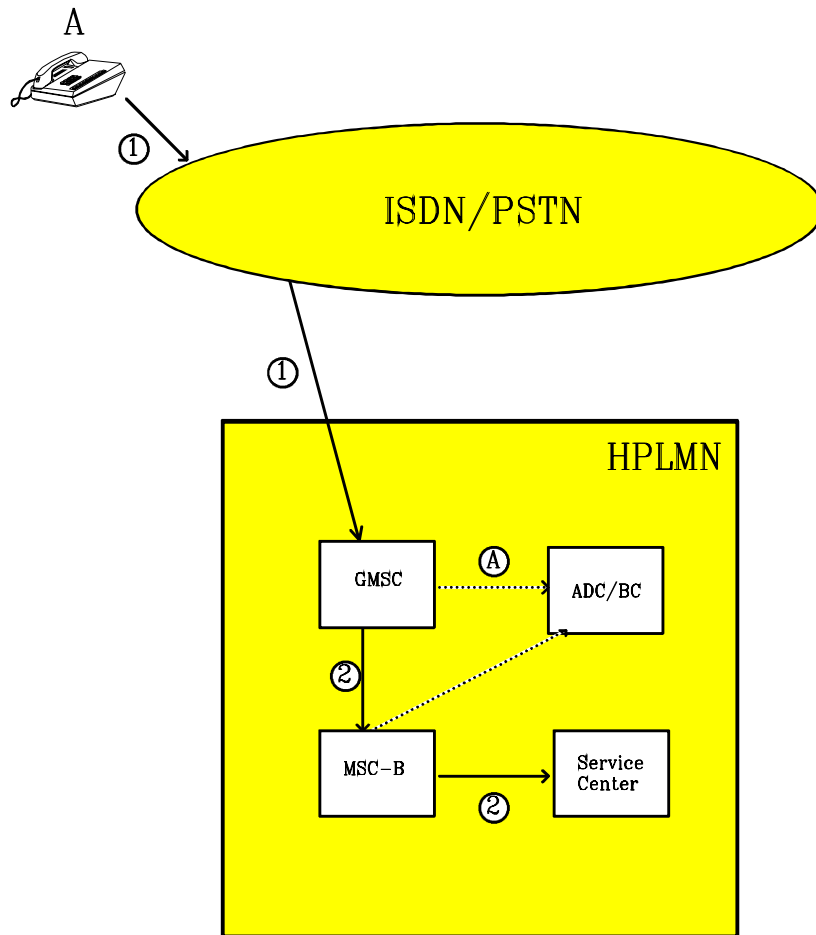 A
1
ISDN/PSTN
1
HPLMN
A
GMSC
ADC/BC
2
MSC-B
Service
Center
2